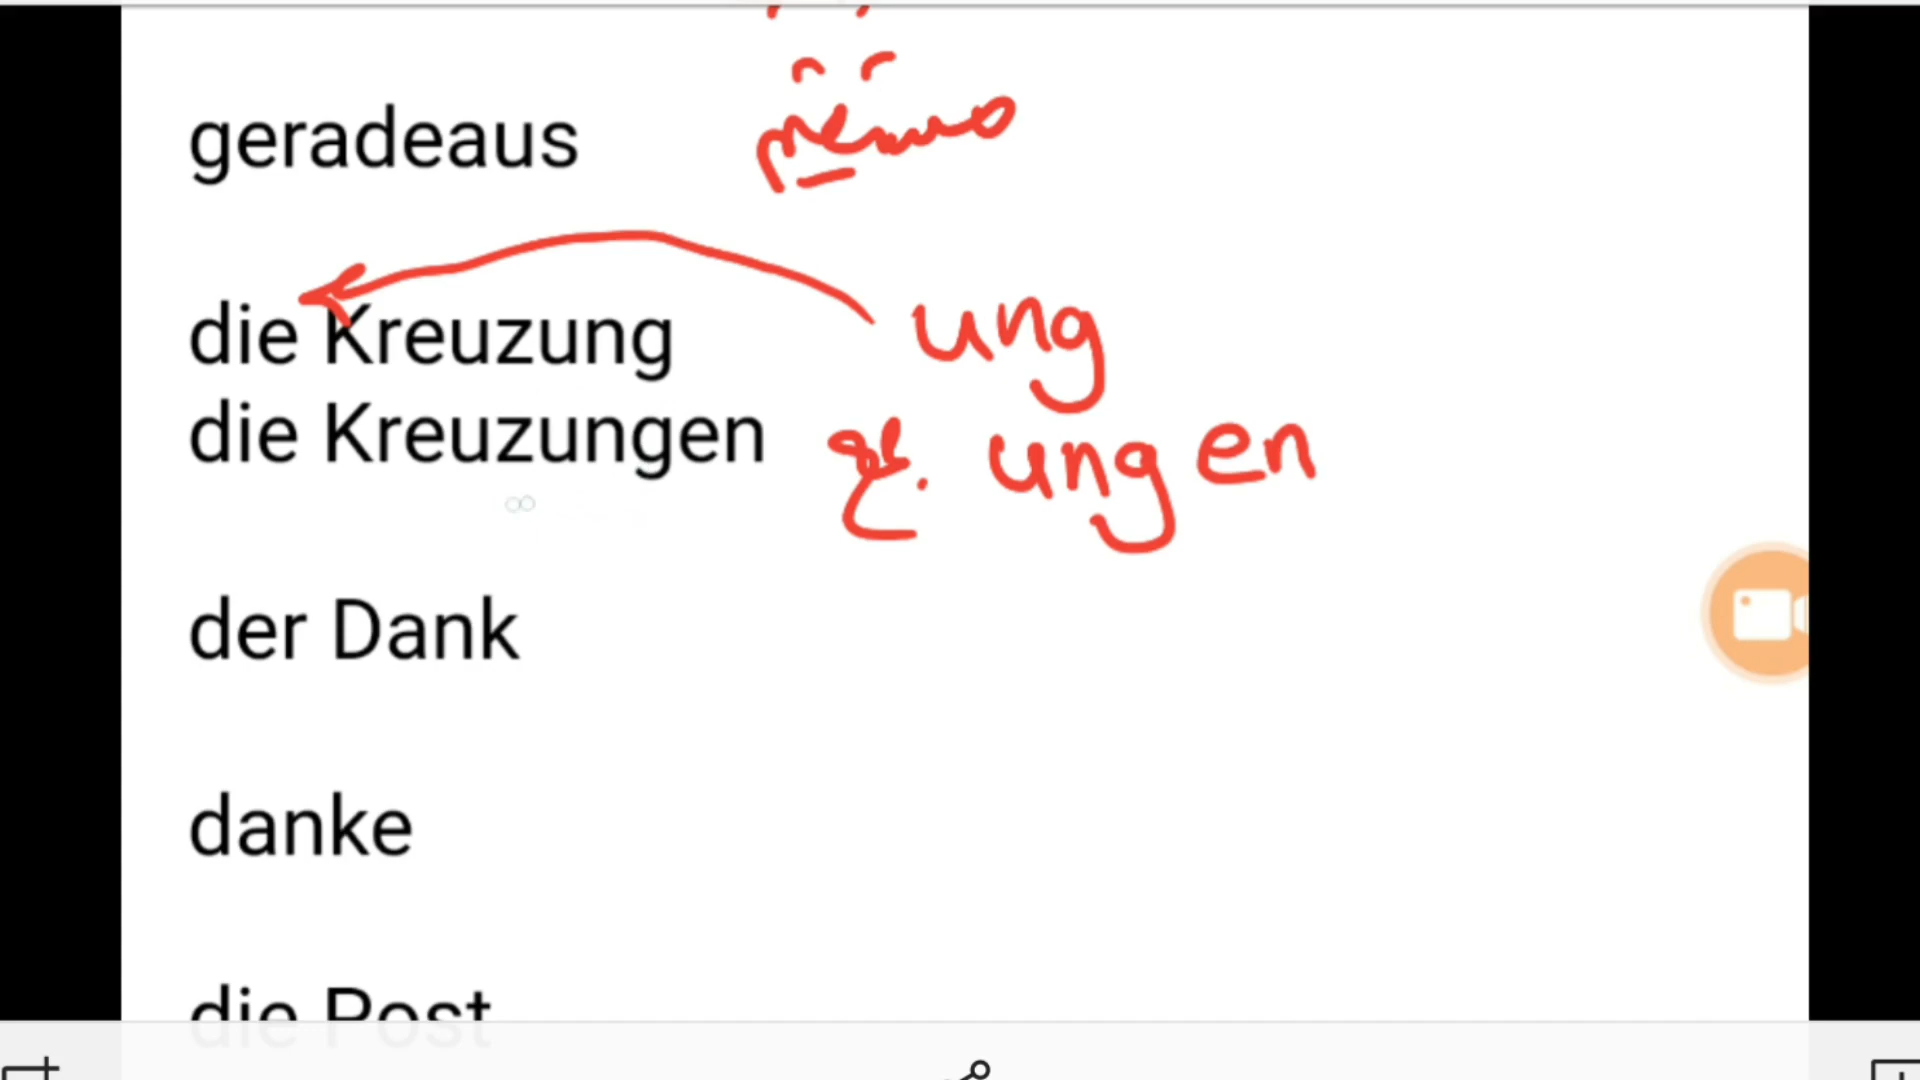 geradeaus
die Kreuzung ung
die Kreuzungen ungen
der Dank
danke
die Post